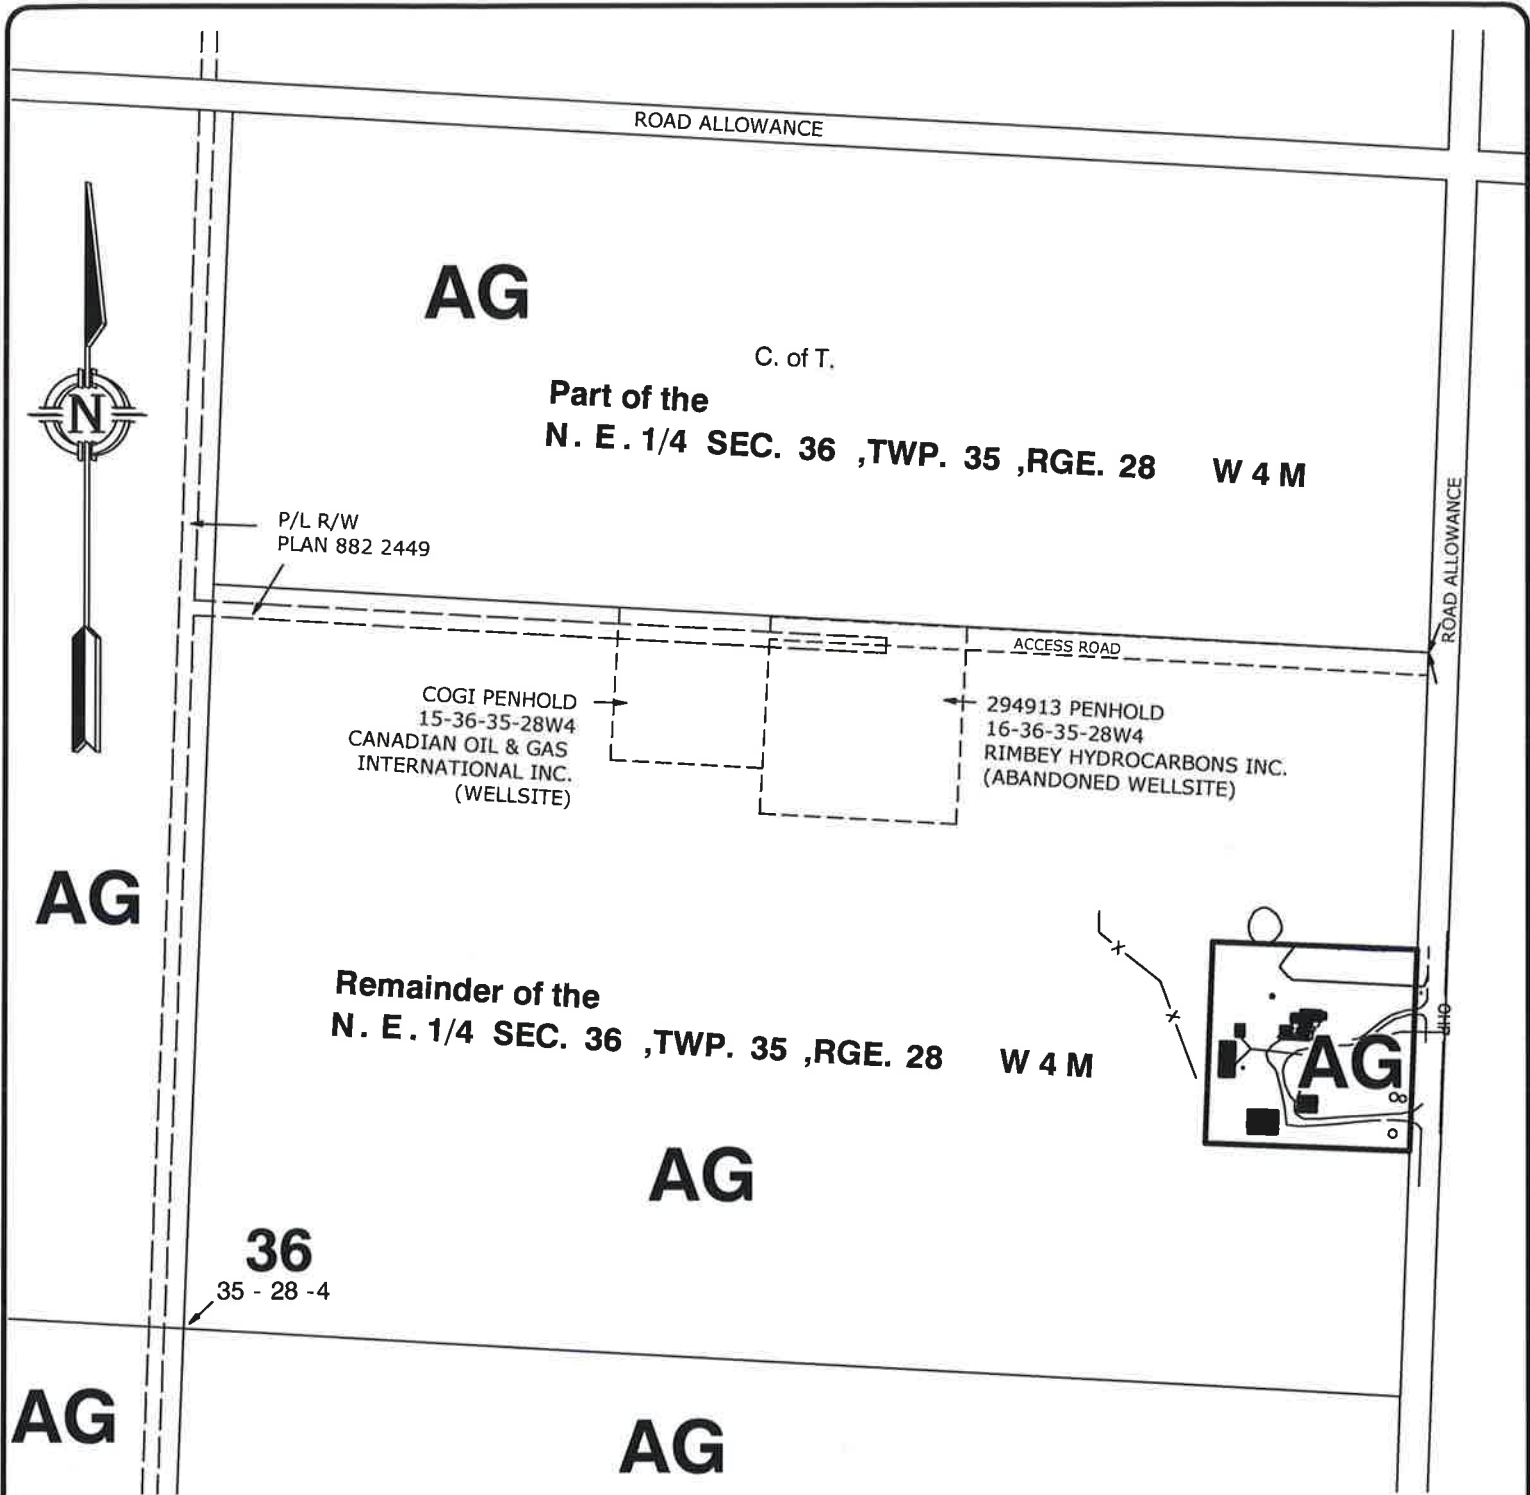 ROAD ALLOWANCE
AG
C. of T.
Part of the
N. E. 1/4 SEC. 36 ,TWP. 35 ,RGE. 28 W 4 M
N
P/L R/W
PLAN 882 2449
ROAD ALLOWANCE
ACCESS ROAD
COGI PENHOLD
15-36-35-28W4
CANADIAN OIL & GAS
INTERNATIONAL INC.
(WELLSITE)
294913 PENHOLD
16-36-35-28W4
RIMBEY HYDROCARBONS INC.
(ABANDONED WELLSITE)
AG
Remainder of the
N. E. 1/4 SEC. 36 ,TWP. 35 ,RGE. 28 W 4 M
X
X
OHP
AG
AG
36
35 - 28 -4
AG
AG